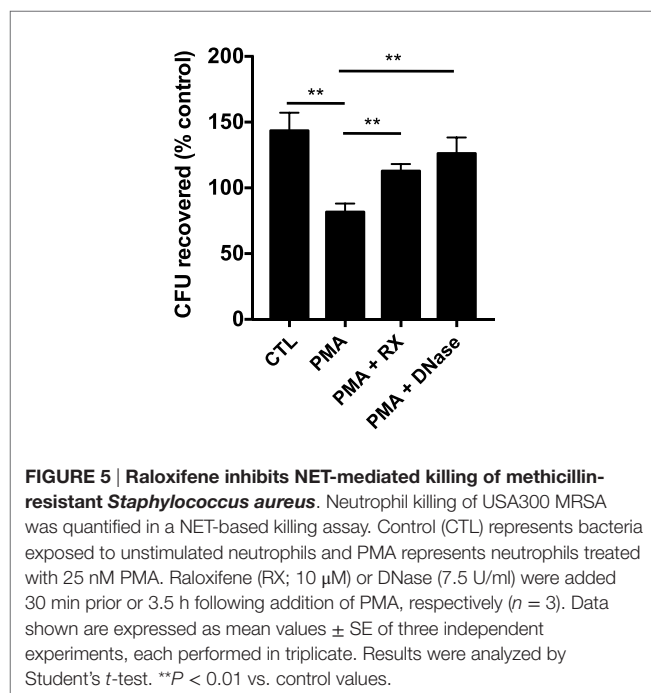 200
150
100
50
0
CFU recovered (% control)
**
**
**
CTL
PMA
PMA + RX
PMA + DNase
FIGURE 5 | Raloxifene inhibits NET-mediated killing of methicillin-
resistant Staphylococcus aureus. Neutrophil killing of USA300 MRSA
was quantified in a NET-based killing assay. Control (CTL) represents bacteria
exposed to unstimulated neutrophils and PMA represents neutrophils treated
with 25 nM PMA. Raloxifene (RX; 10 μM) or DNase (7.5 U/ml) were added
30 min prior or 3.5 h following addition of PMA, respectively (n = 3). Data
shown are expressed as mean values ± SE of three independent
experiments, each performed in triplicate. Results were analyzed by
Student's t-test. **P < 0.01 vs. control values.